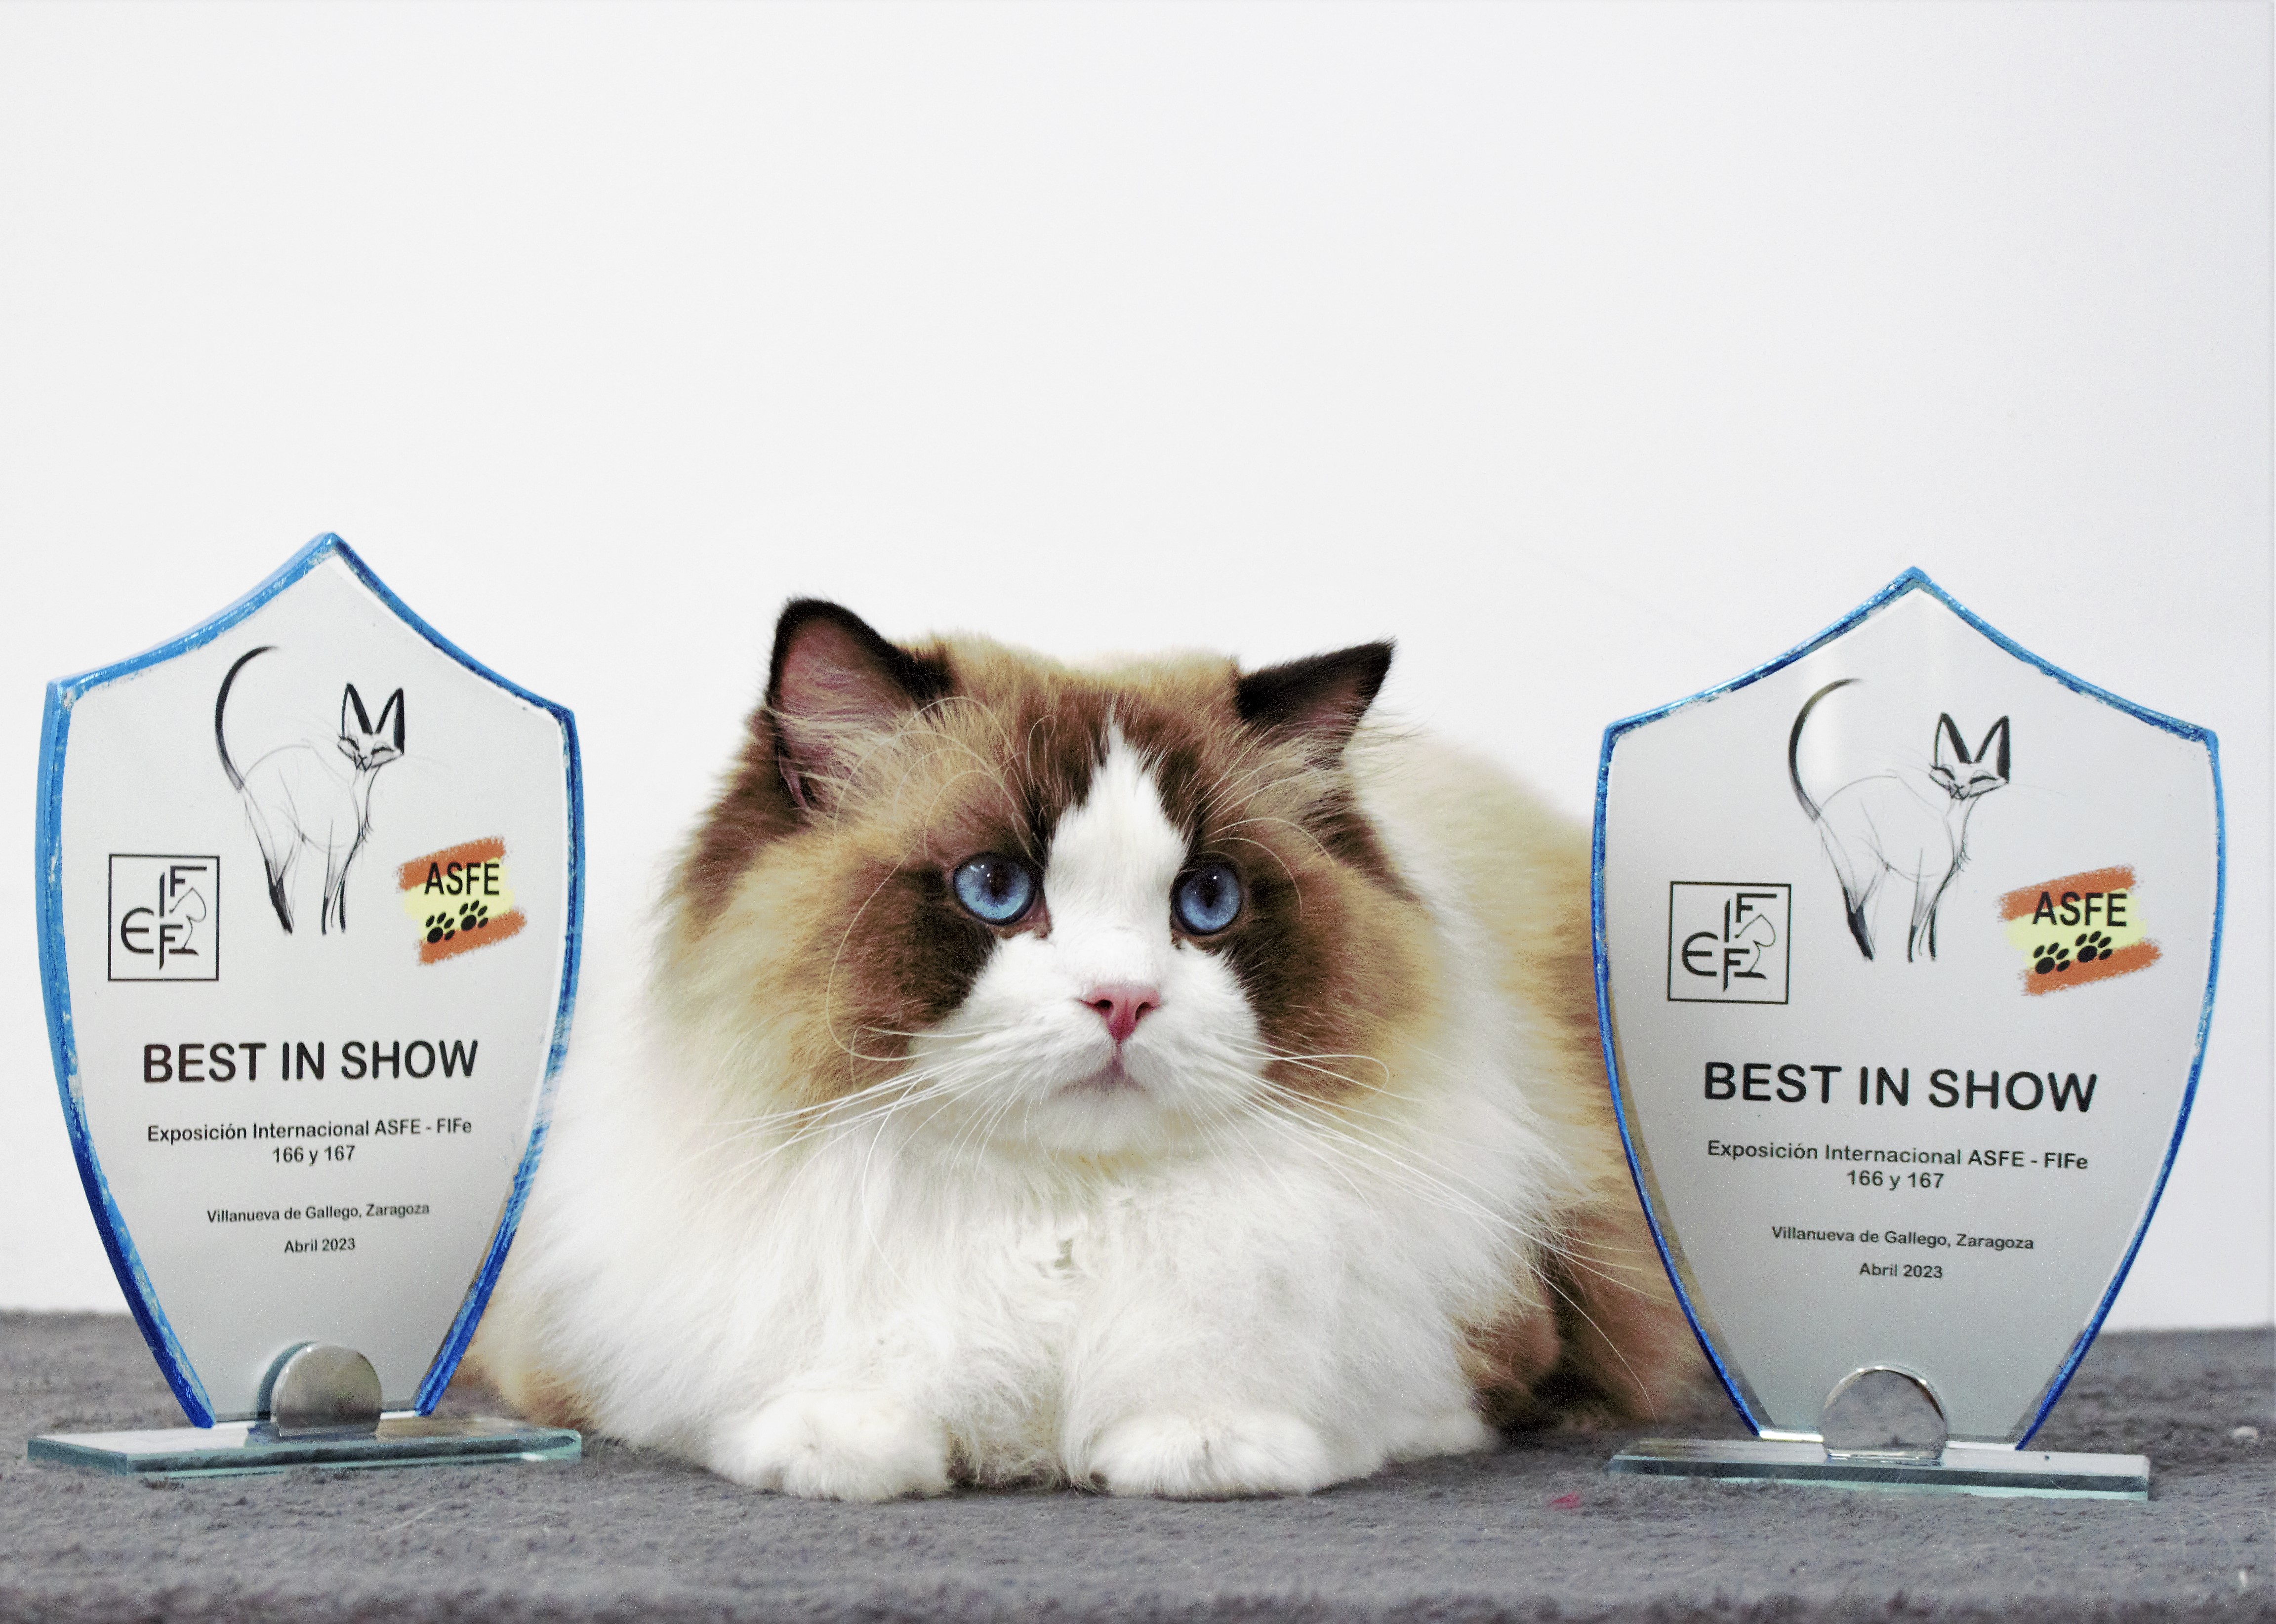 FIFE
ASFE
BEST IN SHOW
Exposición Internacional ASFE - FIFe
166 y 167
Villanueva de Gallego, Zaragoza
Abril 2023
FIFE
ASFE
BEST IN SHOW
Exposición Internacional ASFE - FIFe
166 y 167
Villanueva de Gallego, Zaragoza
Abril 2023